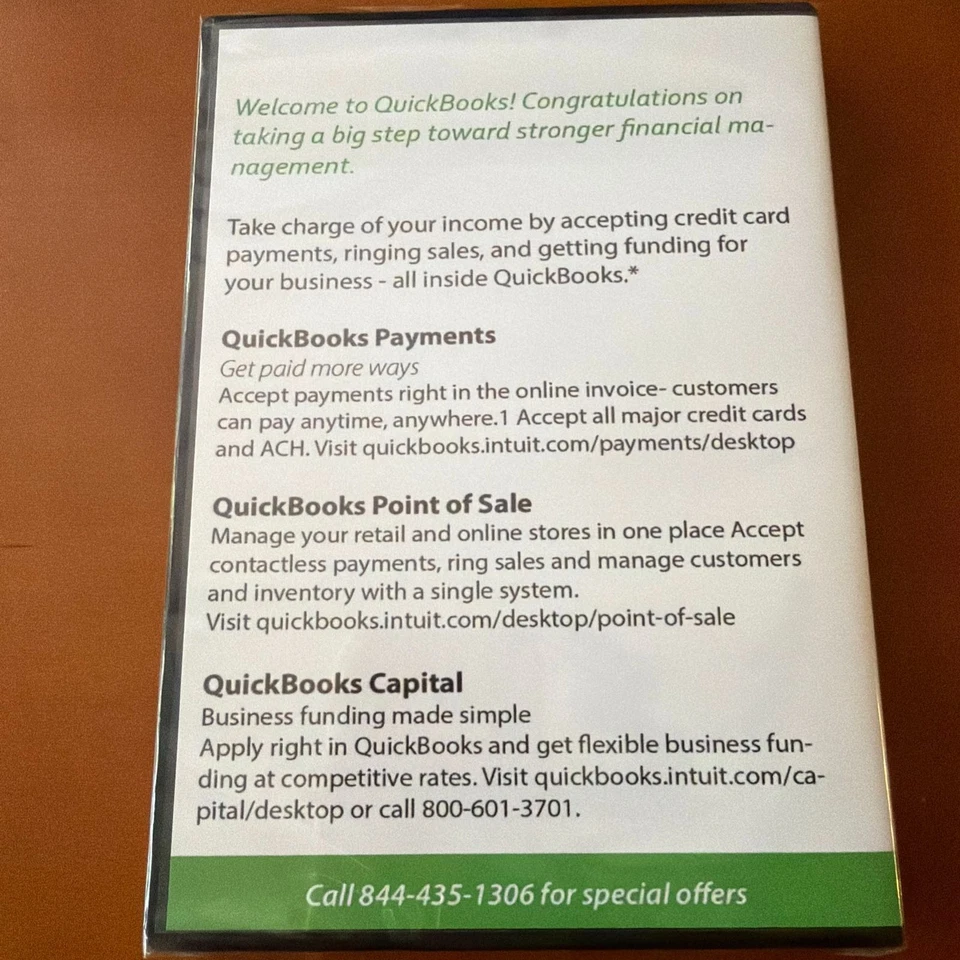 Welcome to QuickBooks! Congratulations on
taking a big step toward stronger financial ma-
nagement.
Take charge of your income by accepting credit card
payments, ringing sales, and getting funding for
your business - all inside QuickBooks.*
QuickBooks Payments
Get paid more ways
Accept payments right in the online invoice- customers
can pay anytime, anywhere.1 Accept all major credit cards
and ACH. Visit quickbooks.intuit.com/payments/desktop
QuickBooks Point of Sale
Manage your retail and online stores in one place Accept
contactless payments, ring sales and manage customers
and inventory with a single system.
Visit quickbooks.intuit.com/desktop/point-of-sale
QuickBooks Capital
Business funding made simple
Apply right in QuickBooks and get flexible business fun-
ding at competitive rates. Visit quickbooks.intuit.com/ca-
pital/desktop or call 800-601-3701.
Call 844-435-1306 for special offers